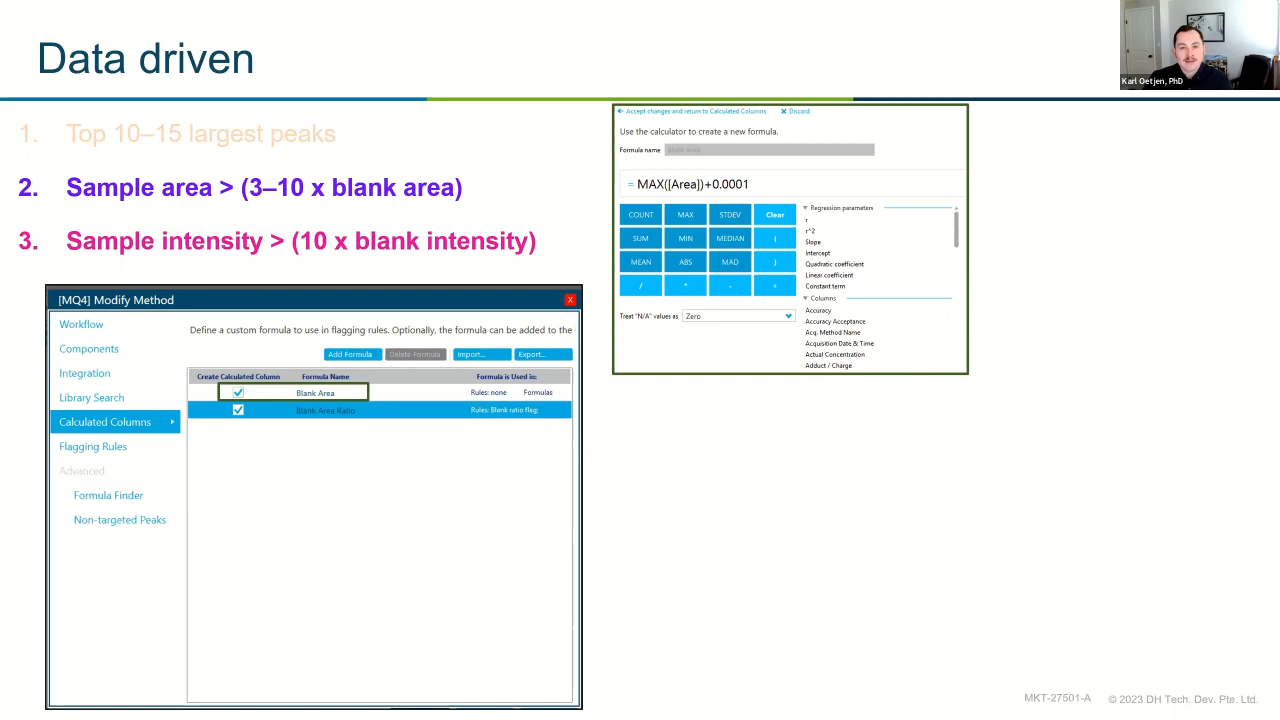 Data driven
Karl Oetjen, PhD
1. Top 10–15 largest peaks
2. Sample area > (3–10 x blank area)
3. Sample intensity > (10 x blank intensity)
[MQ4] Modify Method
X
Workflow
Components
Integration
Library Search
Calculated Columns
Flagging Rules
Advanced
Formula Finder
Non-targeted Peaks
Define a custom formula to use in flagging rules. Optionally, the formula can be added to the
Add Formula Delete Formula Import... Export...
Create Calculated Column Formula Name Formula is Used in:
Blank Area Rules: none Formulas
Blank Area Ratio Rules: Blank ratio flag;
Accept changes and return to Calculated Columns Discard
Use the calculator to create a new formula.
Formula name Blank Area
= MAX([Area])+0.0001
COUNT MAX STDEV Clear
SUM MIN MEDIAN (
MEAN ABS MAD )
/ * - +
Treat "N/A" values as Zero
Regression parameters
r
r^2
Slope
Intercept
Quadratic coefficient
Linear coefficient
Constant term
Columns
Accuracy
Accuracy Acceptance
Acq. Method Name
Acquisition Date & Time
Actual Concentration
Adduct / Charge
MKT-27501-A © 2023 DH Tech. Dev. Pte. Ltd.